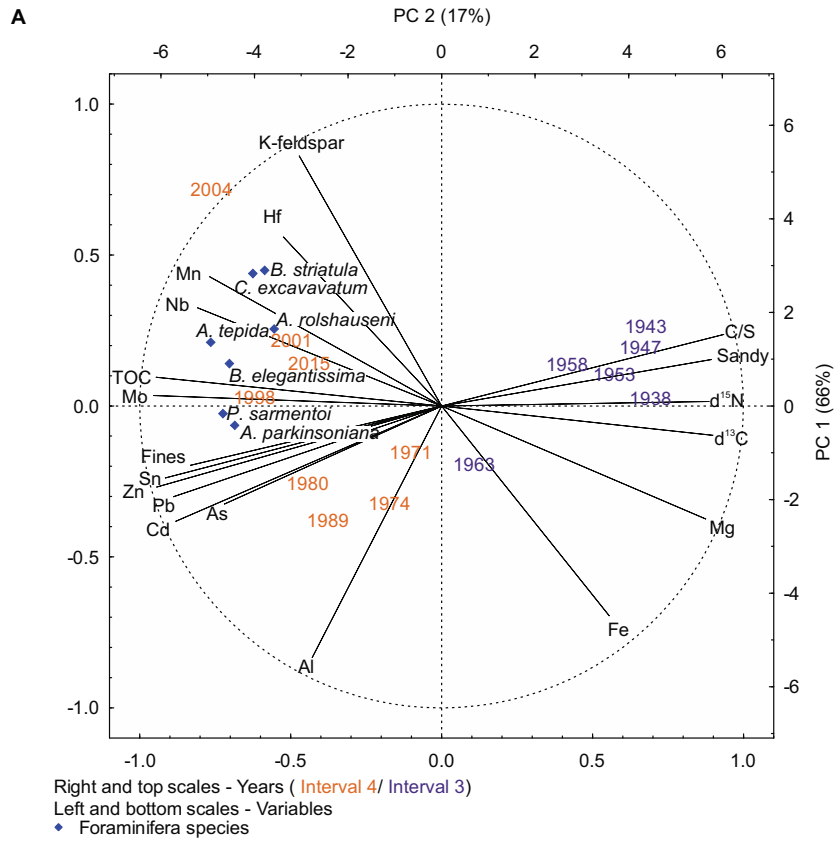 A
PC 2 (17%)
-6 -4 -2 0 2 4 6
1.0
K-feldspar
6
2004
Hf
4
0.5
B. striatula
Mn
C. excavavatum
Nb
A. rolshauseni
2
1943
A. tepida
2001
C/S
1947
2015
1958
Sandy
B. elegantissima
1953
TOC
Mo
1998
1938
d¹⁵N
0.0
0
P. sarmentoi
A. parkinsoniana
d¹³C
PC 1 (66%)
Fines
1971
1963
Sn
Zn
1980
-2
Pb
As
1974
Cd
1989
Mg
-0.5
-4
Fe
Al
-6
-1.0
-1.0 -0.5 0.0 0.5 1.0
Right and top scales - Years ( Interval 4/ Interval 3)
Left and bottom scales - Variables
Foraminifera species